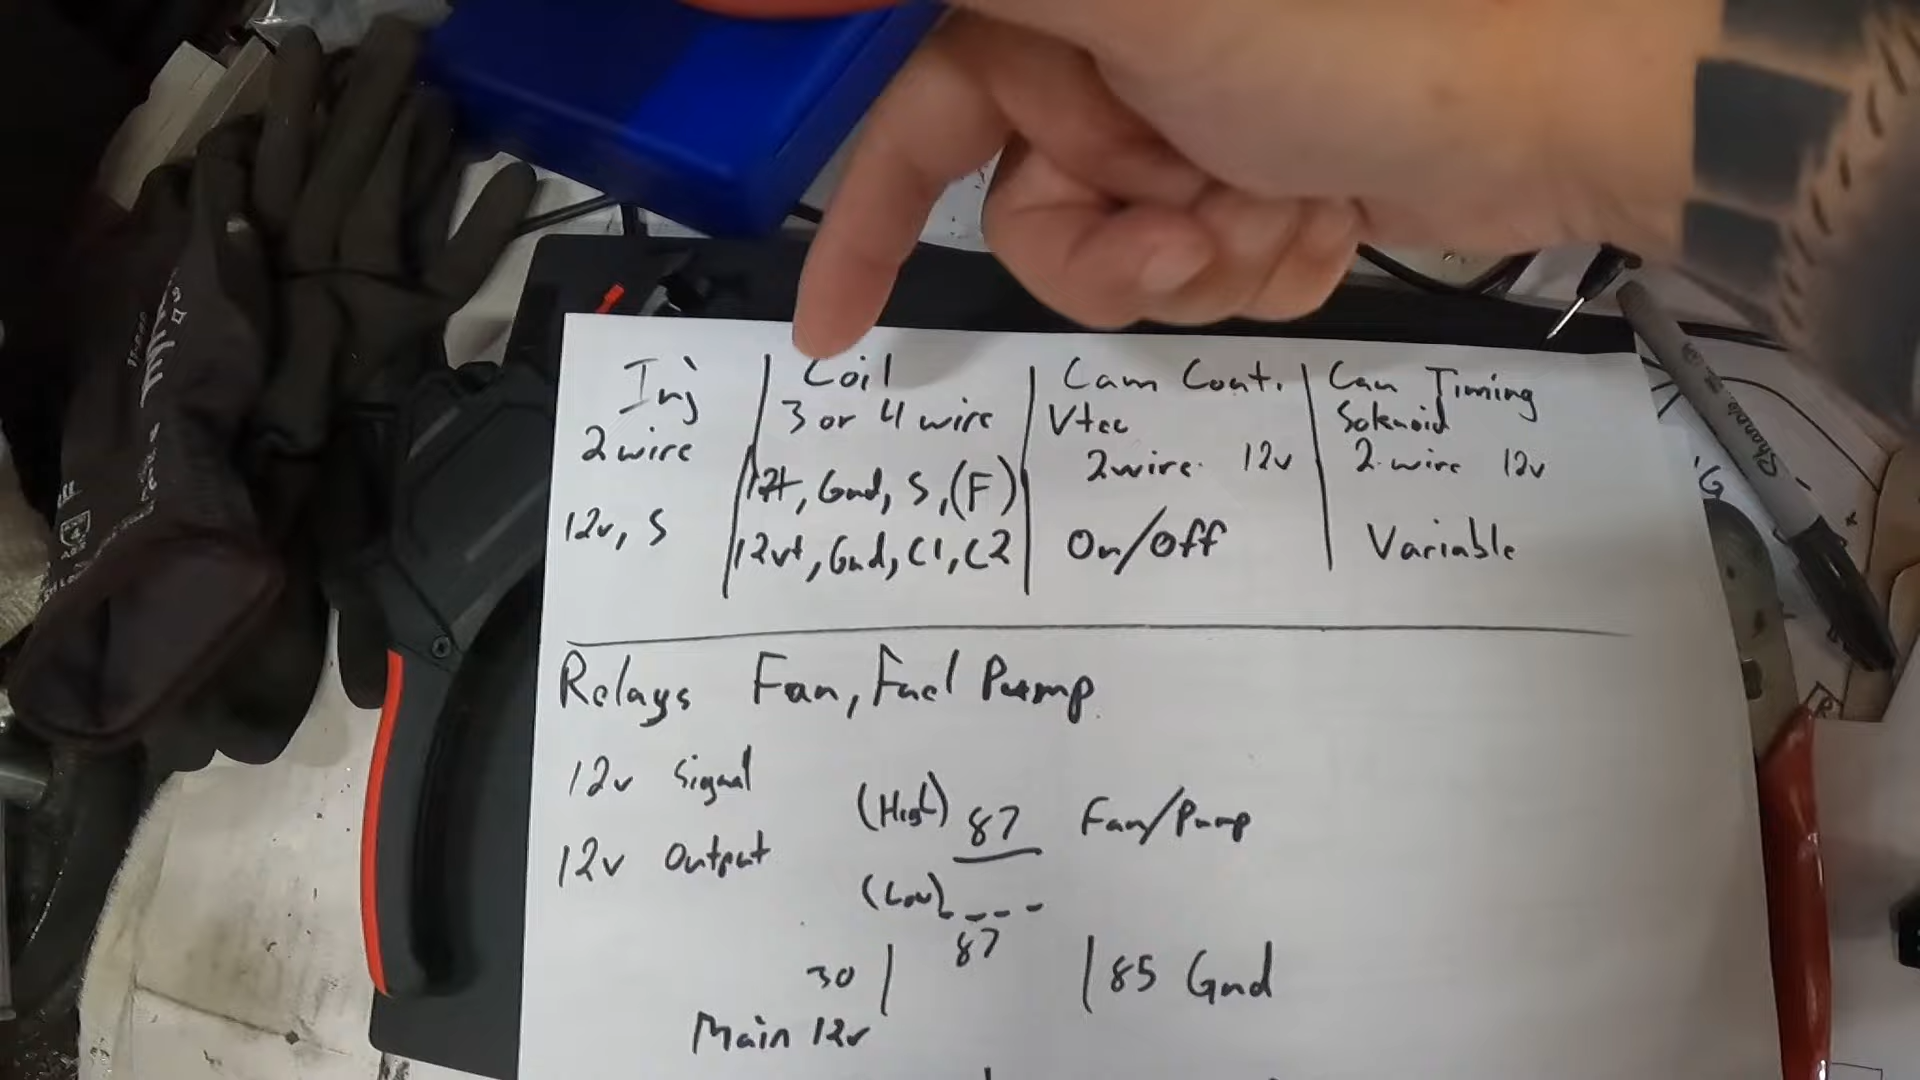 Inj
2 wire
12v, S
Coil
3 or 4 wire
12+, Gnd, S, (F)
12v+, Gnd, C1, C2
Cam Cont.
Vtec
2 wire 12v
On/Off
Cam Timing
Solenoid
2 wire 12v
Variable
Relays Fan, Fuel Pump
12v Signal
12v Output
(High) 87 Fan/Pump
(Low)
87
30
85 Gnd
Main 12v
Sharpie